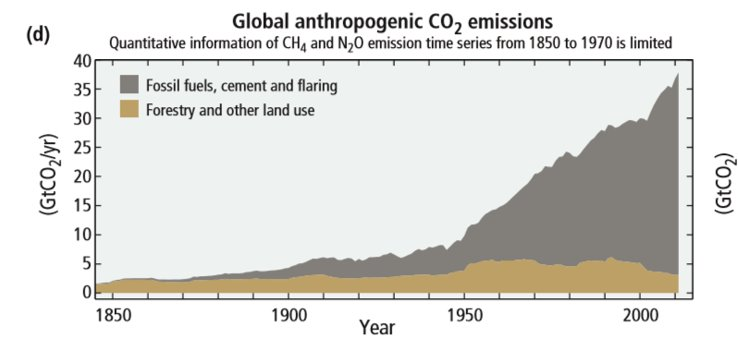 (d)
Global anthropogenic CO₂ emissions
Quantitative information of CH₄ and N₂O emission time series from 1850 to 1970 is limited
40
35
30
25
20
15
10
5
0
(GtCO₂/yr)
Fossil fuels, cement and flaring
Forestry and other land use
(GtCO₂)
1850 1900 1950 2000
Year